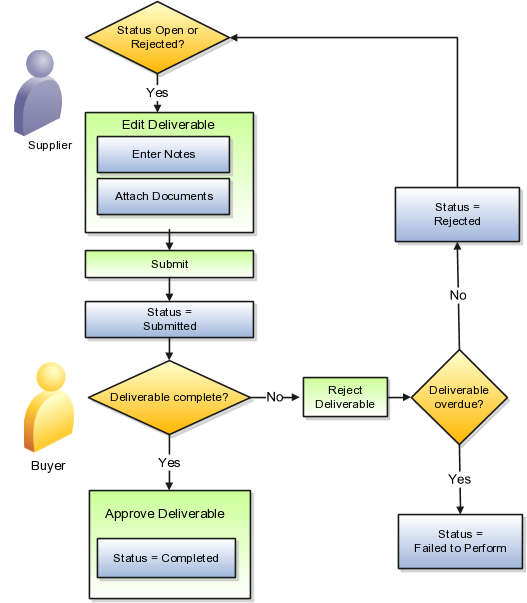 Status Open or
Rejected?
Yes
Supplier
Edit Deliverable
Enter Notes
Attach Documents
Submit
Status =
Submitted
Status =
Rejected
No
Buyer
Deliverable complete?
No
Reject
Deliverable
Deliverable
overdue?
Yes
Yes
Approve Deliverable
Status = Completed
Status =
Failed to Perform